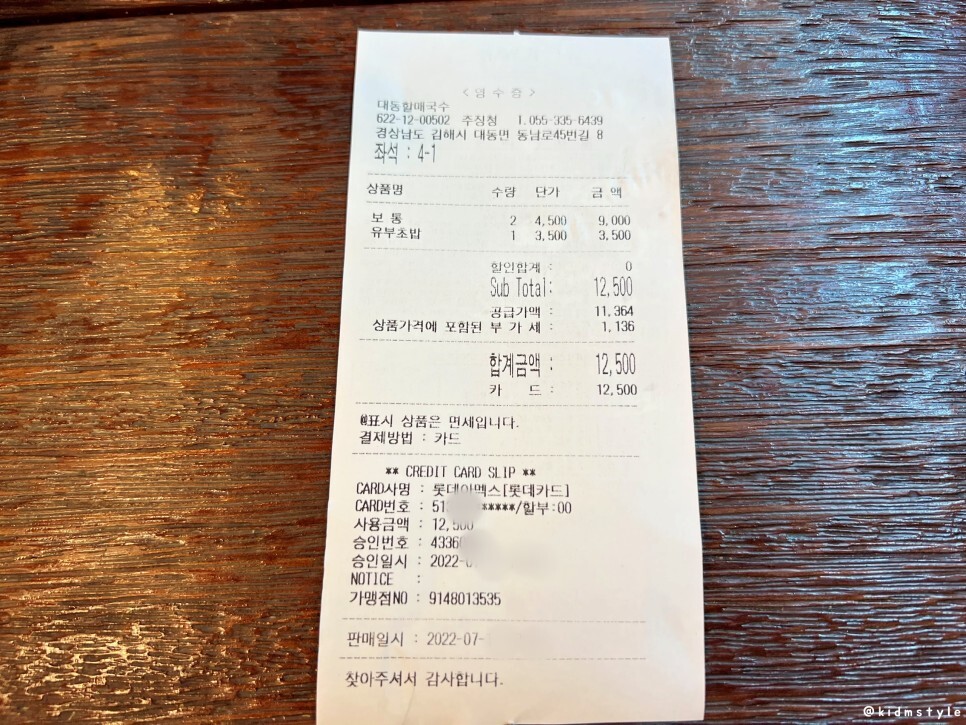 <영수증>
대동할매국수
622-12-00502 주징청 T.055-335-6439
경상남도 김해시 대동면 동남로45번길 8
좌석 : 4-1
상품명 수량 단가 금 액
보 통 2 4,500 9,000
유부초밥 1 3,500 3,500
할인합계 : 0
Sub Total: 12,500
공급가액 : 11,364
상품가격에 포함된 부 가 세 : 1,136
합계금액 : 12,500
카 드 : 12,500
@표시 상품은 면세입니다.
결제방법 : 카드
** CREDIT CARD SLIP **
CARD사명 : 롯데아멕스[롯데카드]
CARD번호 : 51 *****/할부:00
사용금액 : 12,500
승인번호 : 4336
승인일시 : 2022-0
NOTICE :
가맹점NO : 9148013535
판매일시 : 2022-07-
찾아주셔서 감사합니다.
@kidmstyle